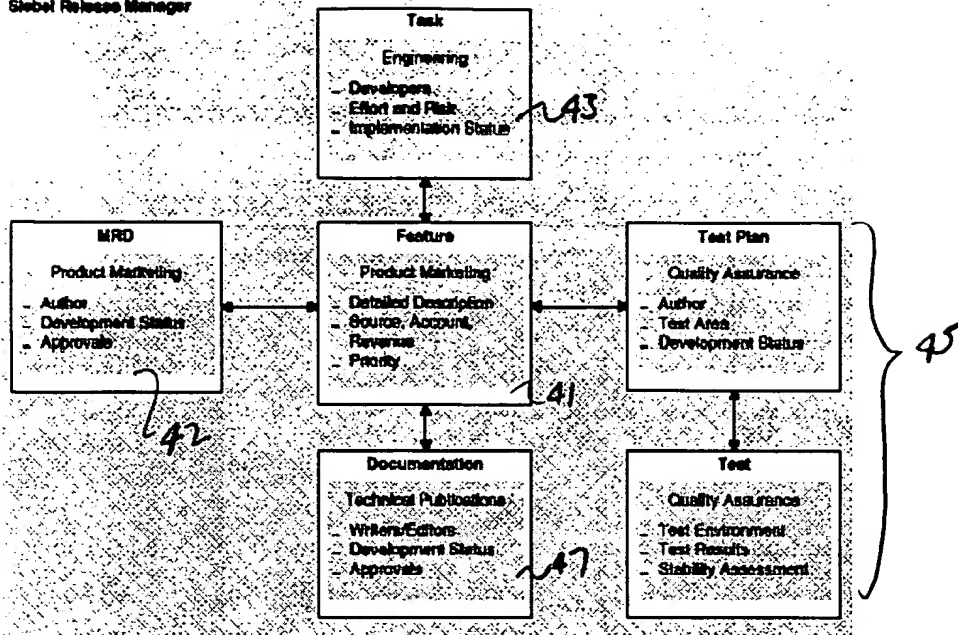 Siebel Release Manager
Task
Engineering
- Developers
- Effort and Risk
- Implementation Status
43
MRD
Product Marketing
- Author
- Development Status
- Approvals
42
Feature
Product Marketing
- Detailed Description
- Source, Account,
Revenue
- Priority
41
Test Plan
Quality Assurance
- Author
- Test Area
- Development Status
45
Documentation
Technical Publications
- Writers/Editors
- Development Status
- Approvals
47
Test
Quality Assurance
- Test Environment
- Test Results
- Stability Assessment